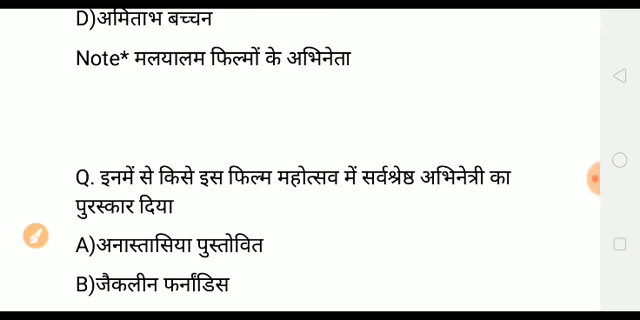 D)अमिताभ बच्चन
Note* मलयालम फिल्मों के अभिनेता
Q. इनमें से किसे इस फिल्म महोत्सव में सर्वश्रेष्ठ अभिनेत्री का
पुरस्कार दिया
A)अनास्तासिया पुस्तोवित
B)जैकलीन फर्नांडिस